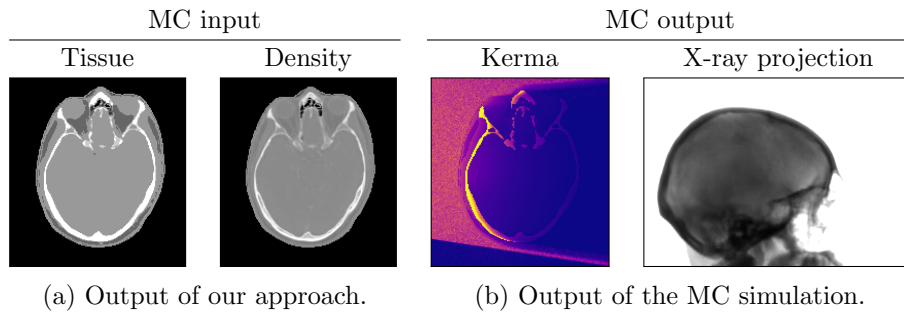 MC input
MC output
Tissue
Density
Kerma
X-ray projection
(a) Output of our approach.
(b) Output of the MC simulation.